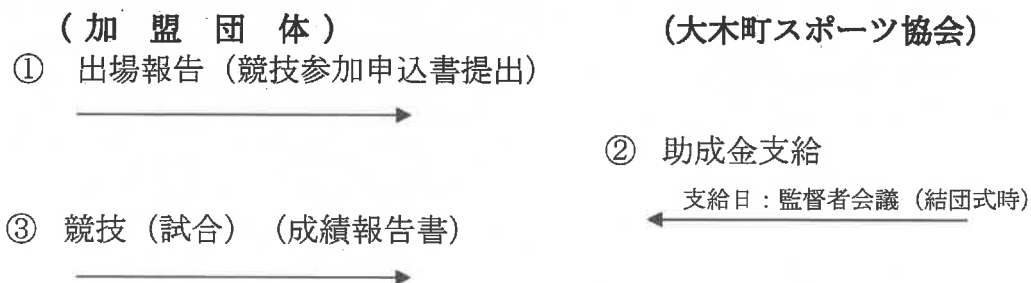 (加盟団体)
(大木町スポーツ協会)
① 出場報告(競技参加申込書提出)
② 助成金支給
支給日:監督者会議(結団式時)
③ 競技(試合)(成績報告書)